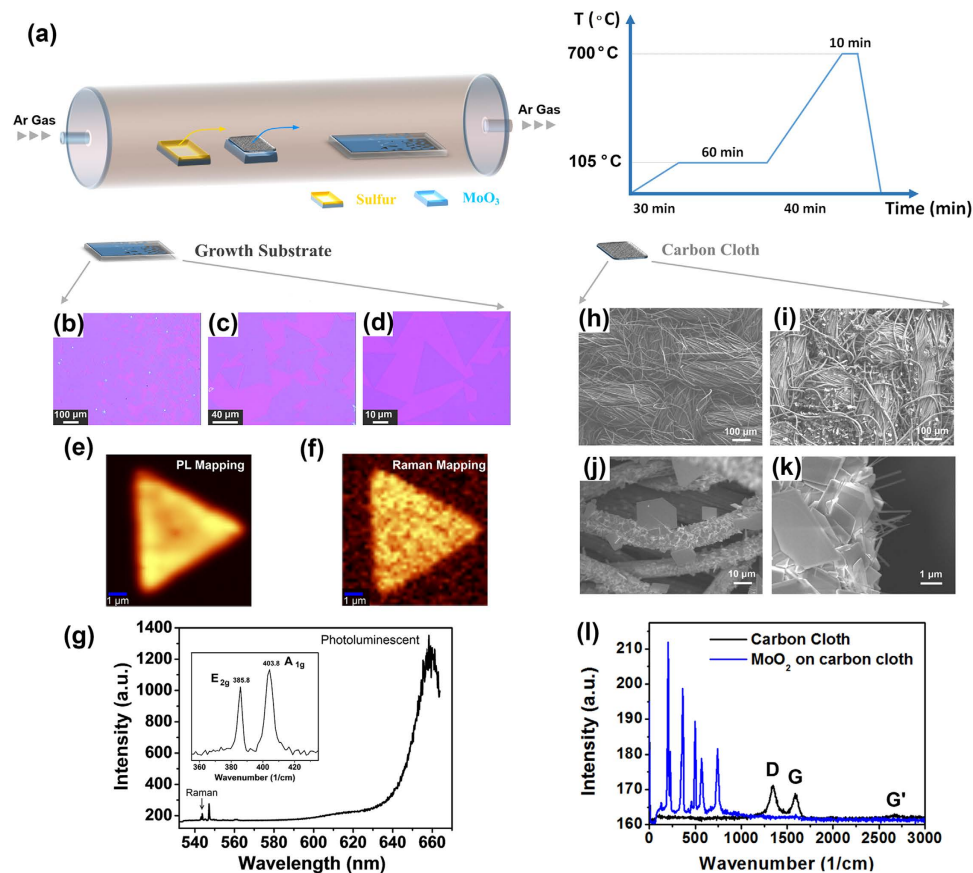 (a)
Ar Gas
Ar Gas
Sulfur
MoO₃
T (°C)
700°C
10 min
105°C
60 min
30 min
40 min
Time (min)
Growth Substrate
Carbon Cloth
(b)
100 µm
(c)
40 µm
(d)
10 µm
(h)
100 µm
(i)
100 µm
(e)
PL Mapping
1 µm
(f)
Raman Mapping
1 µm
(j)
10 µm
(k)
1 µm
(g)
Intensity (a.u.)
1400
1200
1000
800
600
400
200
Photoluminescent
E2g
385.8
403.8
A1g
360
380
400
420
Wavenumber (1/cm)
Raman
540
560
580
600
620
640
660
Wavelength (nm)
(l)
Intensity (a.u.)
210
200
190
180
170
160
Carbon Cloth
MoO₂ on carbon cloth
D
G
G'
0
500
1000
1500
2000
2500
3000
Wavenumber (1/cm)